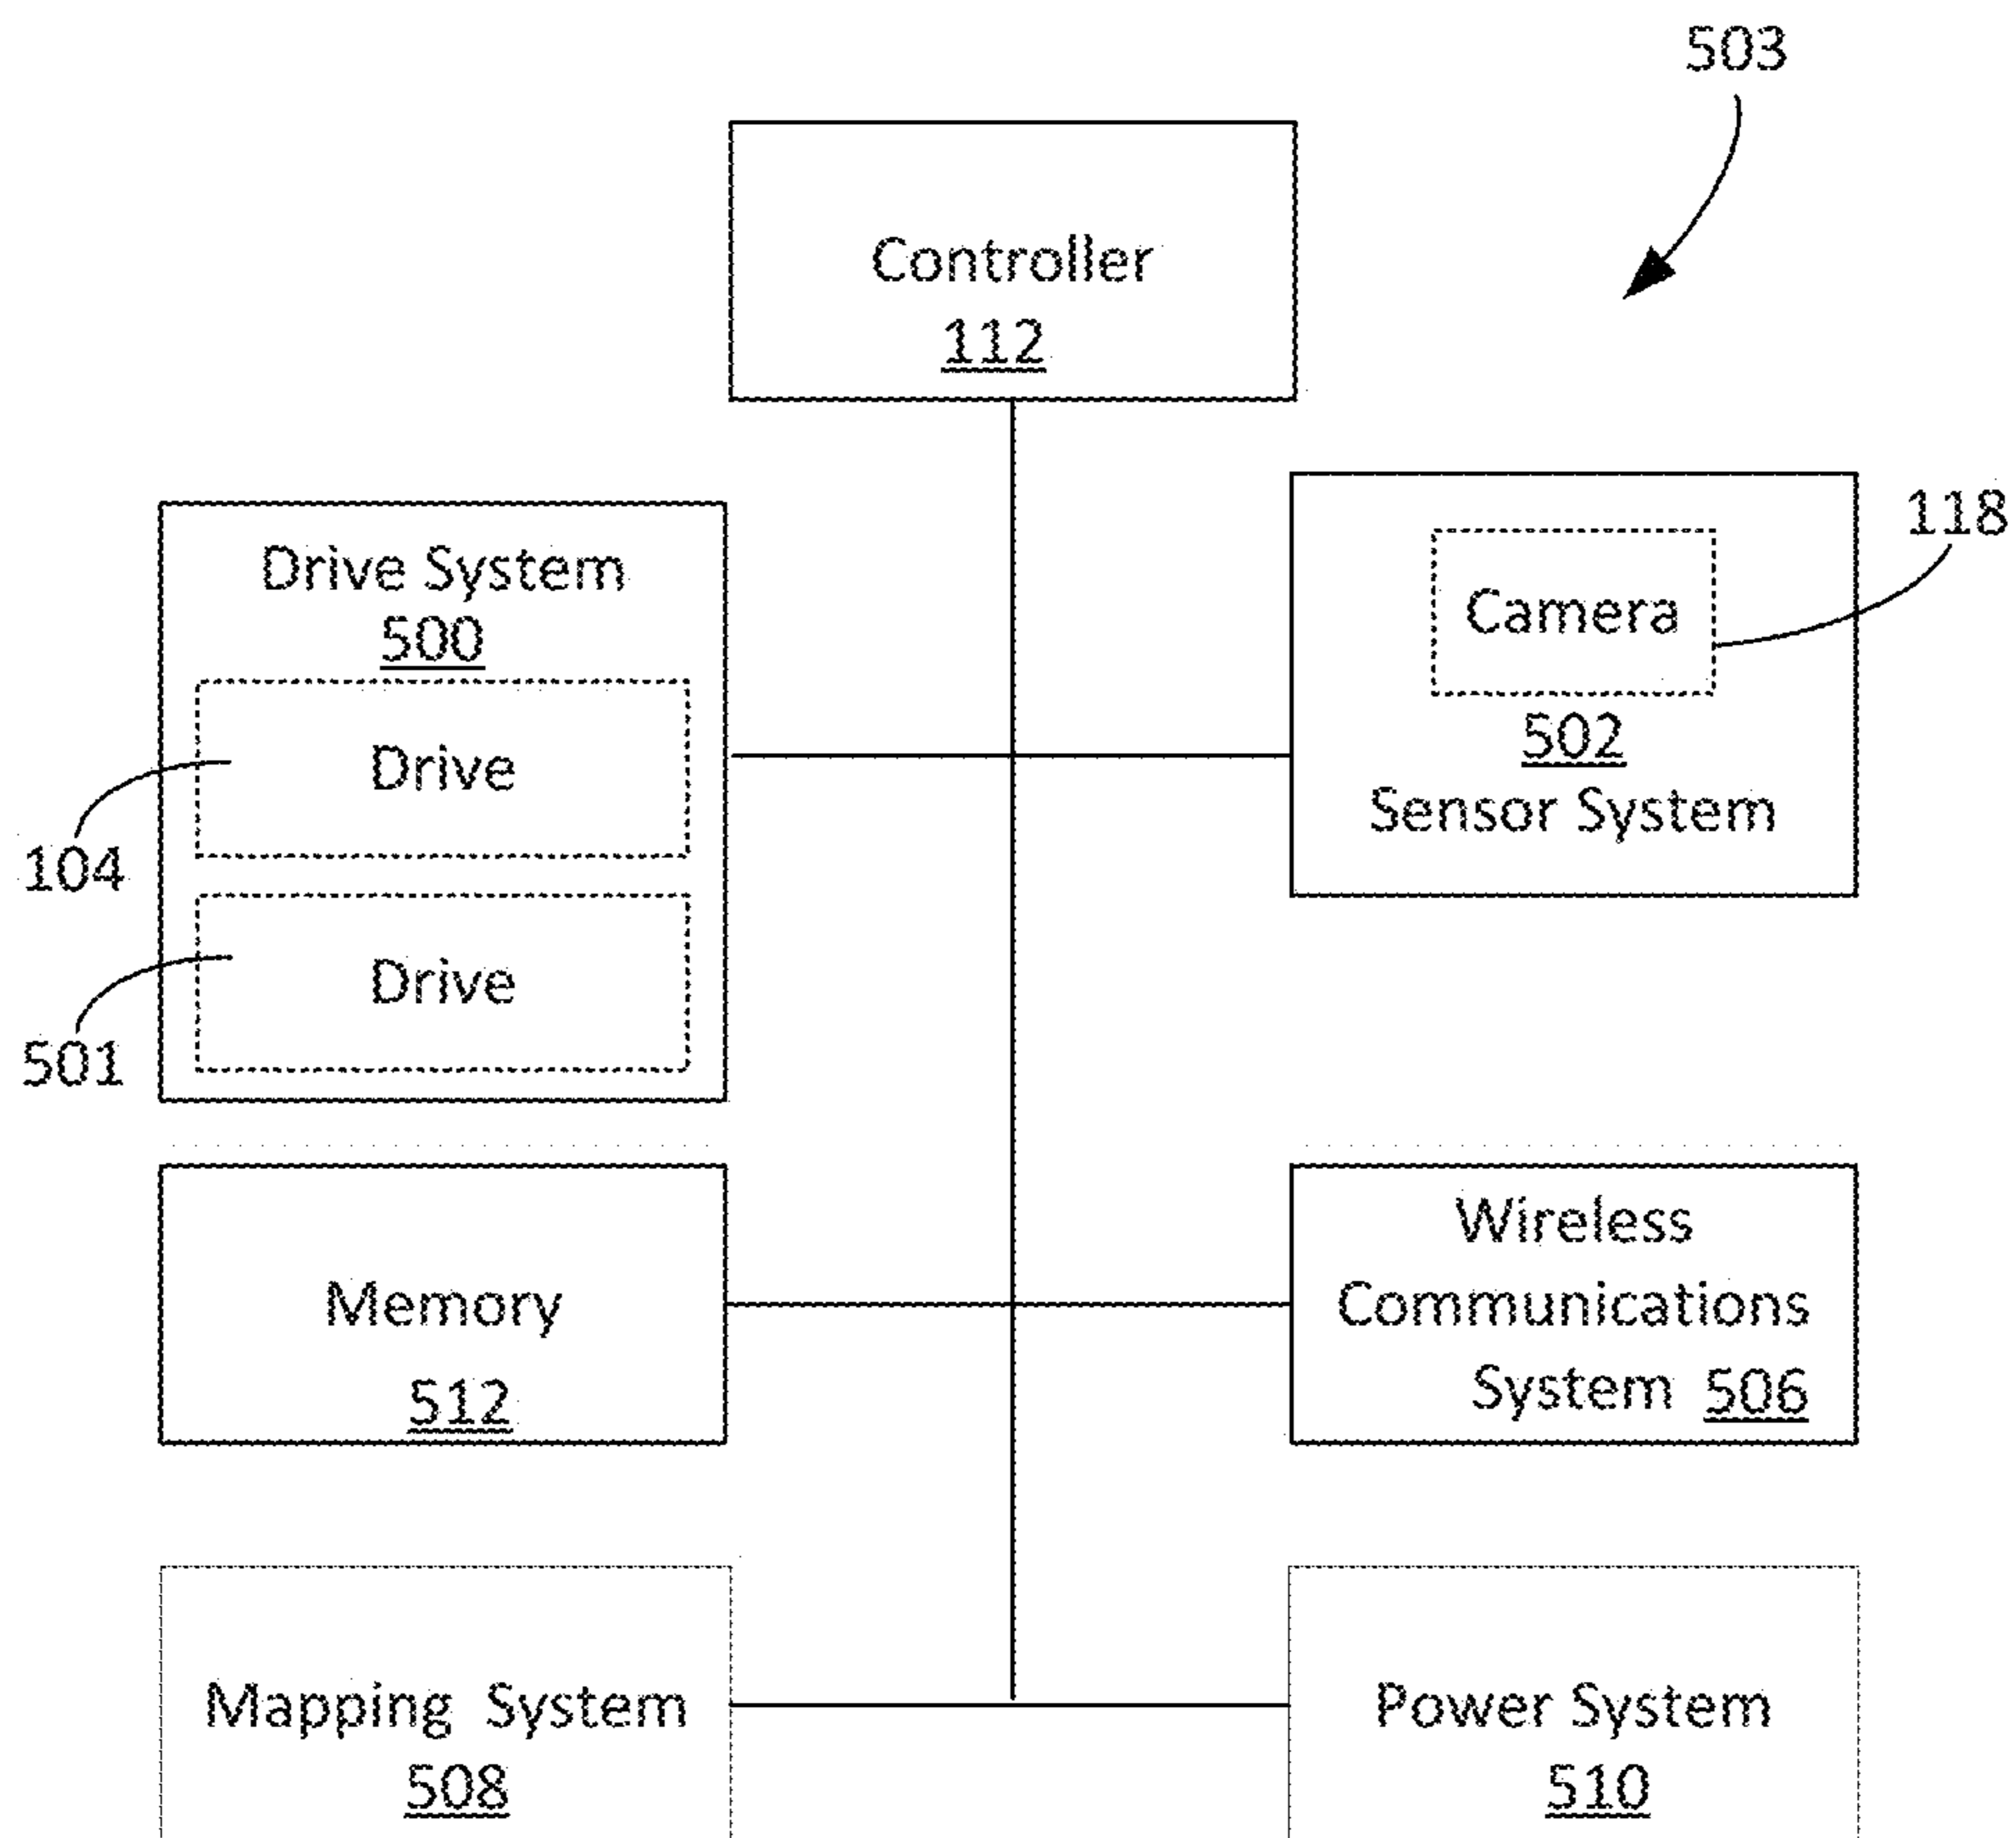 503
Controller
112
Drive System
500
Drive
104
Drive
501
Camera
118
502
Sensor System
Memory
512
Wireless
Communications
System 506
Mapping System
508
Power System
510